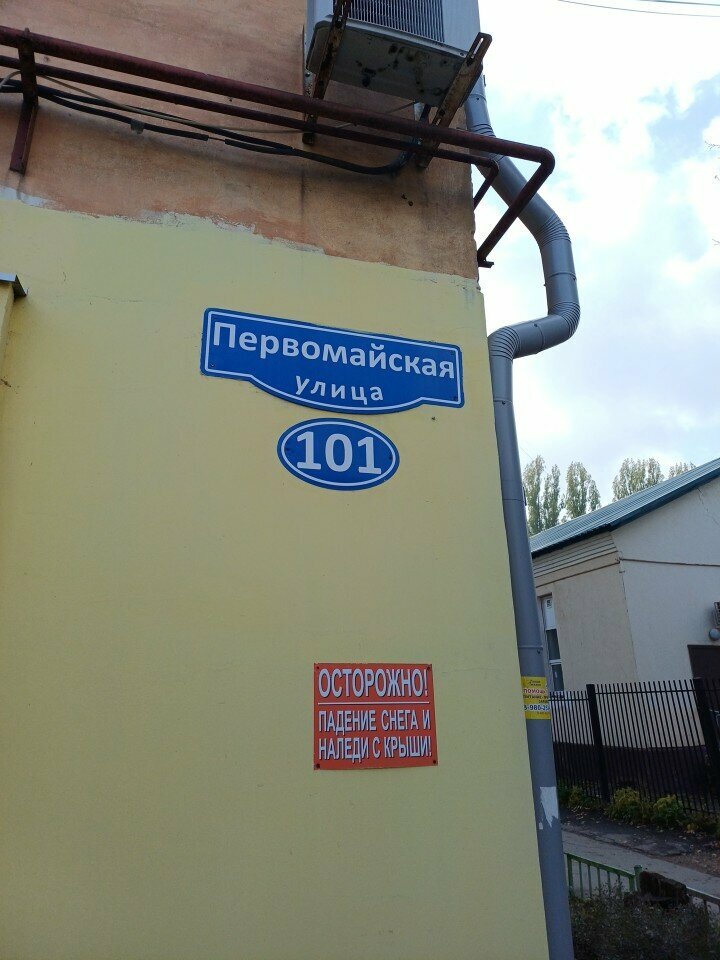 Первомайская
улица
101
ОСТОРОЖНО!
ПАДЕНИЕ СНЕГА И
НАЛЕДИ С КРЫШИ!